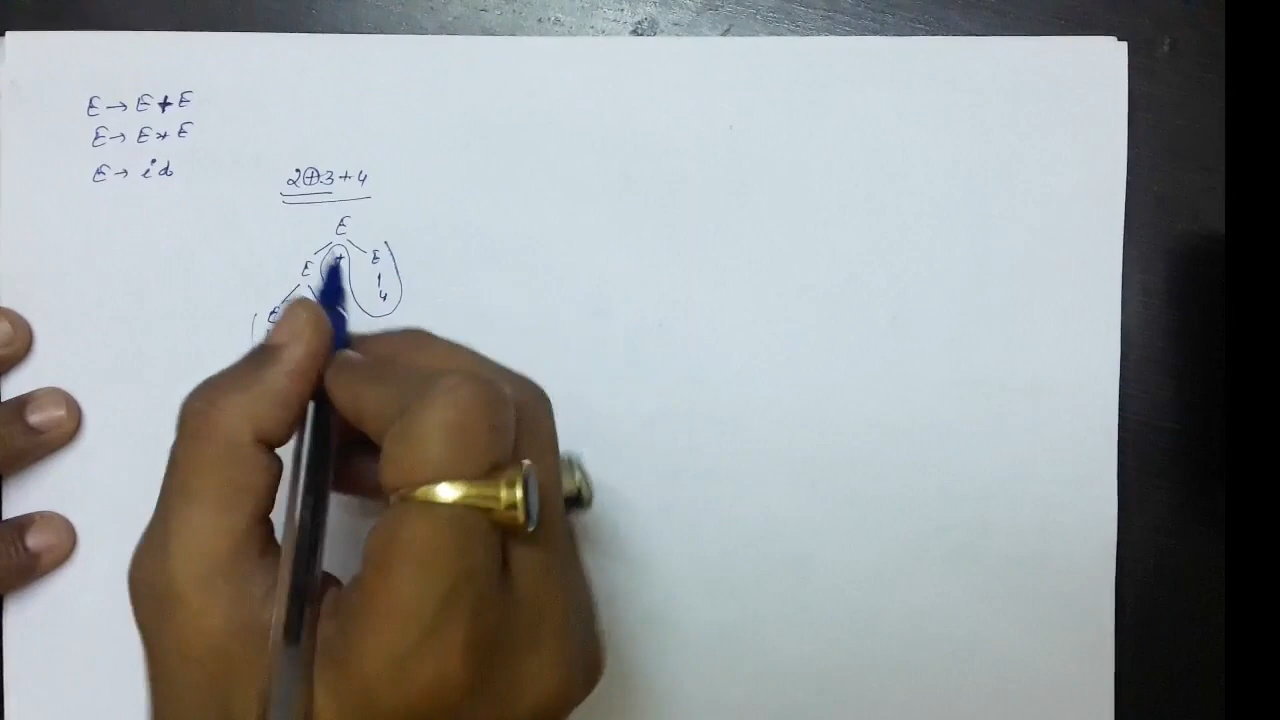 E → E + E
E → E * E
E → id
2 ⊕ 3 + 4
E
E + E
E 4